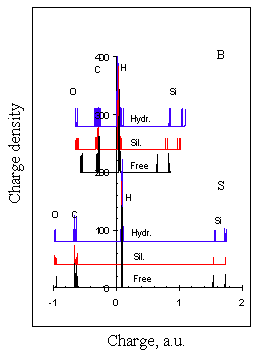 400
B
C
H
O
Si
300
Hydr.
Sil.
200
Free
S
H
O
C
Si
100
Hydr.
Sil.
Free
0
-1
0
1
2
Charge density
Charge, a.u.